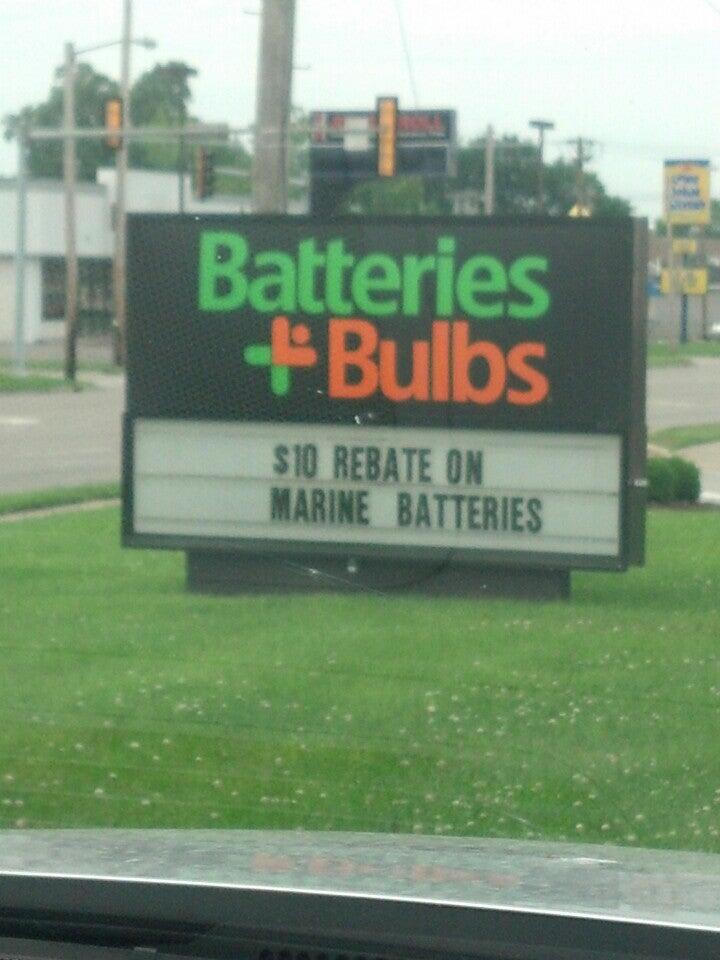 Batteries
+Bulbs
$10 REBATE ON
MARINE BATTERIES